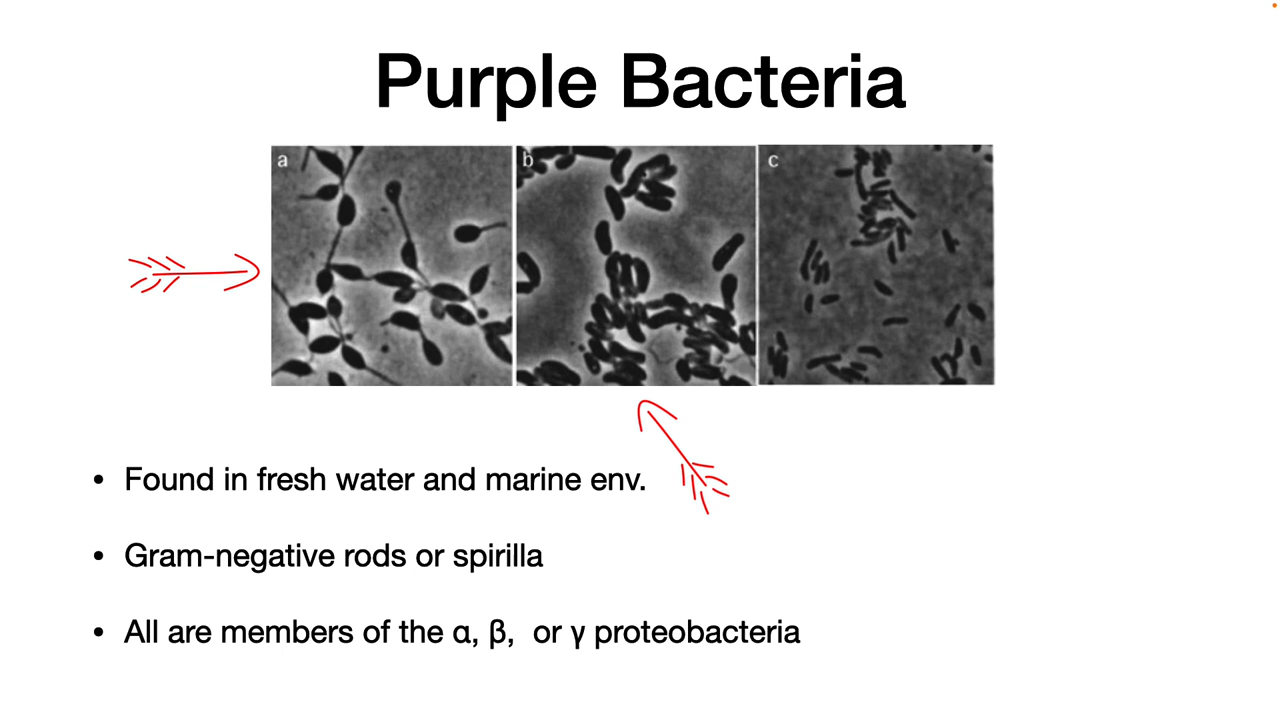 Purple Bacteria
a
b
c
• Found in fresh water and marine env.
• Gram-negative rods or spirilla
• All are members of the α, β,  or γ proteobacteria